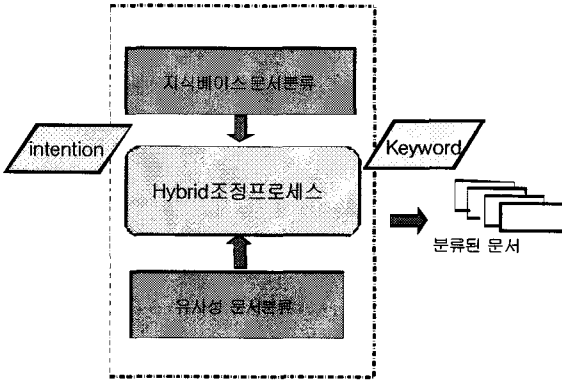 지식베이스 문서분류
intention
Keyword
Hybrid조정프로세스
분류된 문서
유사성 문서분류